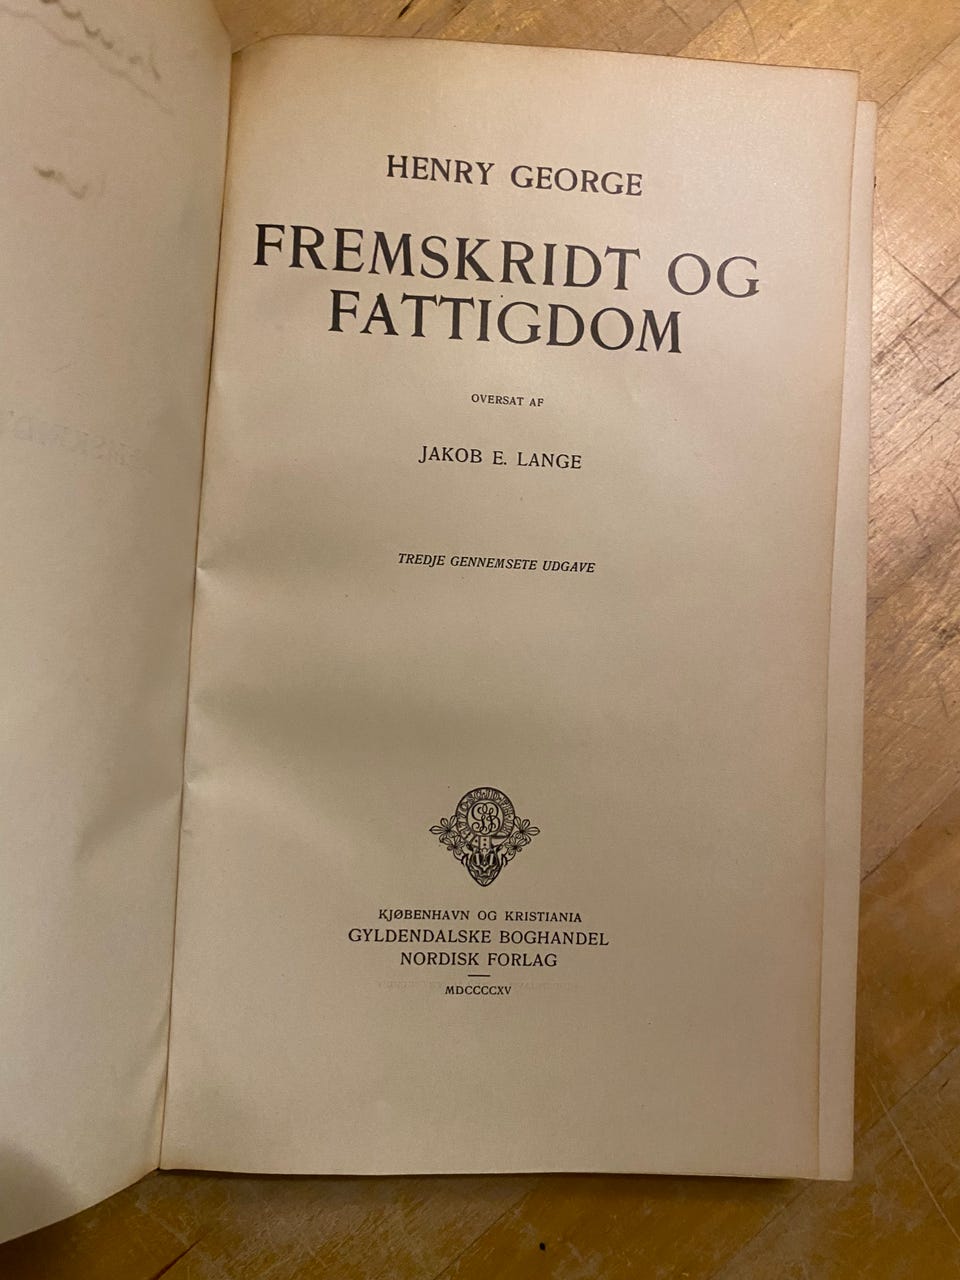 HENRY GEORGE
FREMSKRIDT OG
FATTIGDOM
OVERSAT AF
JAKOB E. LANGE
TREDJE GENNEMSETE UDGAVE
KJØBENHAVN OG KRISTIANIA
GYLDENDALSKE BOGHANDEL
NORDISK FORLAG
MDCCCCXV